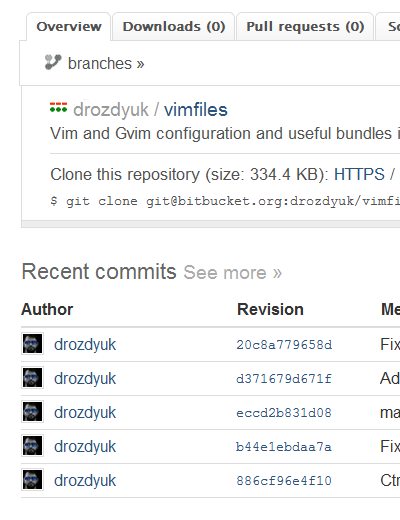 Overview Downloads (0) Pull requests (0)
branches »
drozdyuk / vimfiles
Vim and Gvim configuration and useful bundles
Clone this repository (size: 334.4 KB): HTTPS /
$ git clone git@bitbucket.org:drozdyuk/vimfi
Recent commits See more »
Author Revision Me
drozdyuk 20c8a779658d Fix
drozdyuk d371679d671f Ad
drozdyuk eccd2b831d08 ma
drozdyuk b44e1ebdaa7a Fix
drozdyuk 886cf96e4f10 Ctr